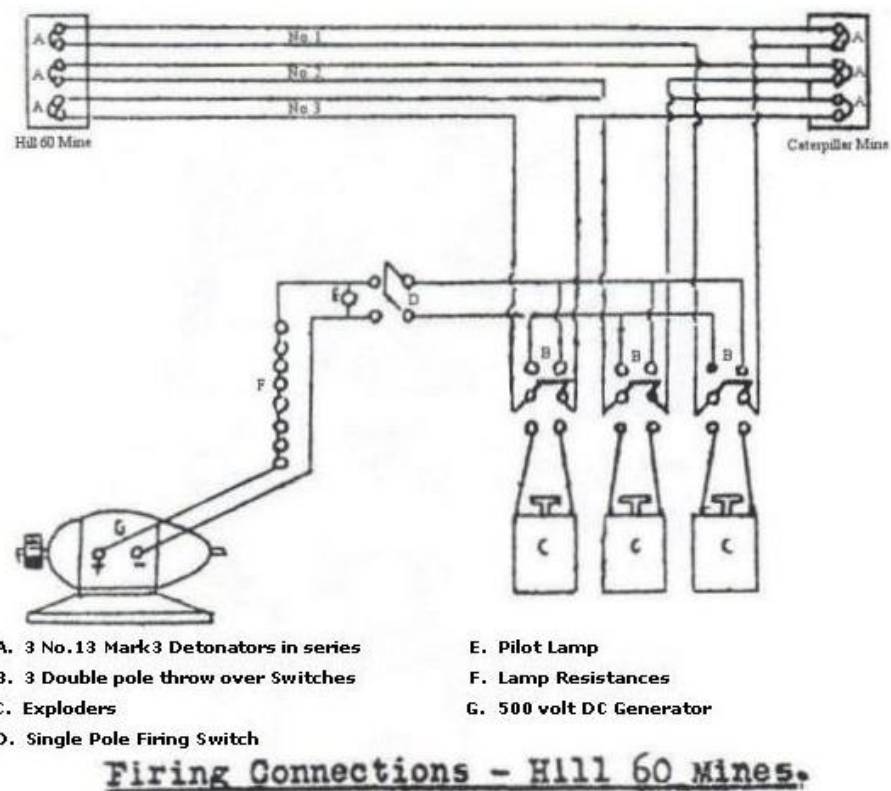 A
No.1
A
A
No.2
A
A
No.3
A
Hill 60 Mine
Caterpillar Mine
E
D
B
B
B
F
G
+ -
C
C
C
A. 3 No.13 Mark3 Detonators in series
B. 3 Double pole throw over Switches
C. Exploders
D. Single Pole Firing Switch
E. Pilot Lamp
F. Lamp Resistances
G. 500 volt DC Generator
Firing Connections - Hill 60 Mines.